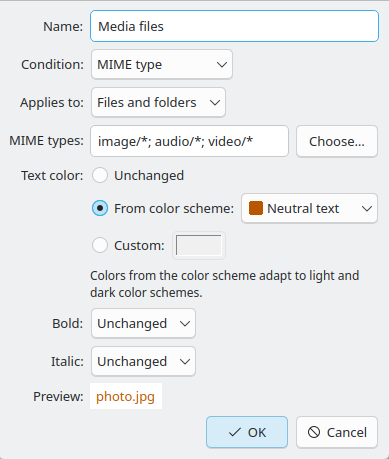 Name: Media files
Condition: MIME type
Applies to: Files and folders
MIME types: image/*; audio/*; video/* Choose...
Text color: Unchanged
From color scheme: Neutral text
Custom:
Colors from the color scheme adapt to light and
dark color schemes.
Bold: Unchanged
Italic: Unchanged
Preview: photo.jpg
OK Cancel